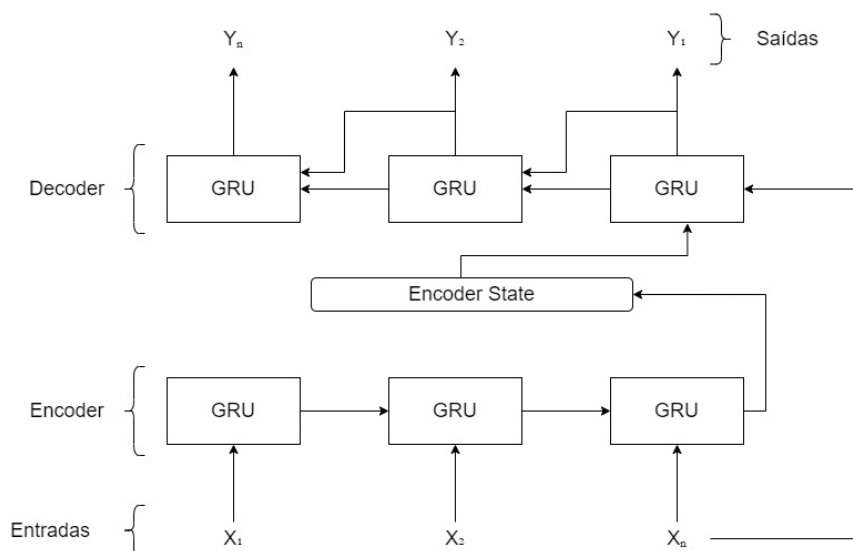 Yₙ Y₂ Y₁ Saídas
Decoder GRU GRU GRU
Encoder State
Encoder GRU GRU GRU
Entradas X₁ X₂ Xₙ